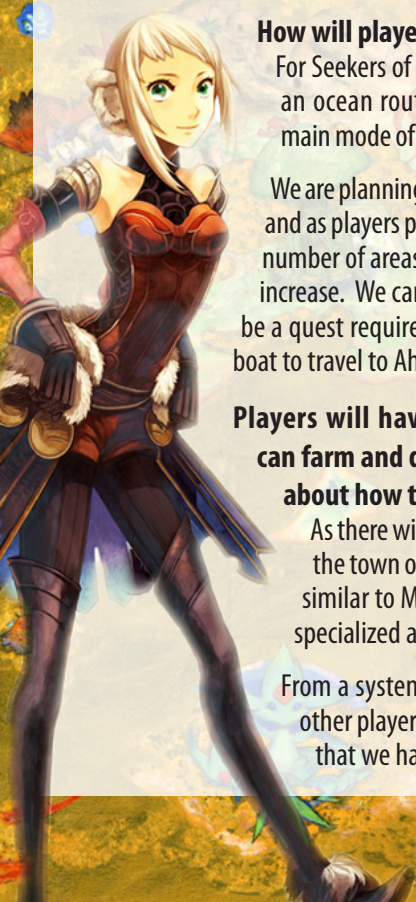 How will playe
For Seekers of
an ocean rout
main mode of
We are planning
and as players p
number of areas
increase. We car
be a quest require
boat to travel to Ah
Players will hav
can farm and d
about how t
As there wi
the town o
similar to M
specialized a
From a system
other player
that we ha